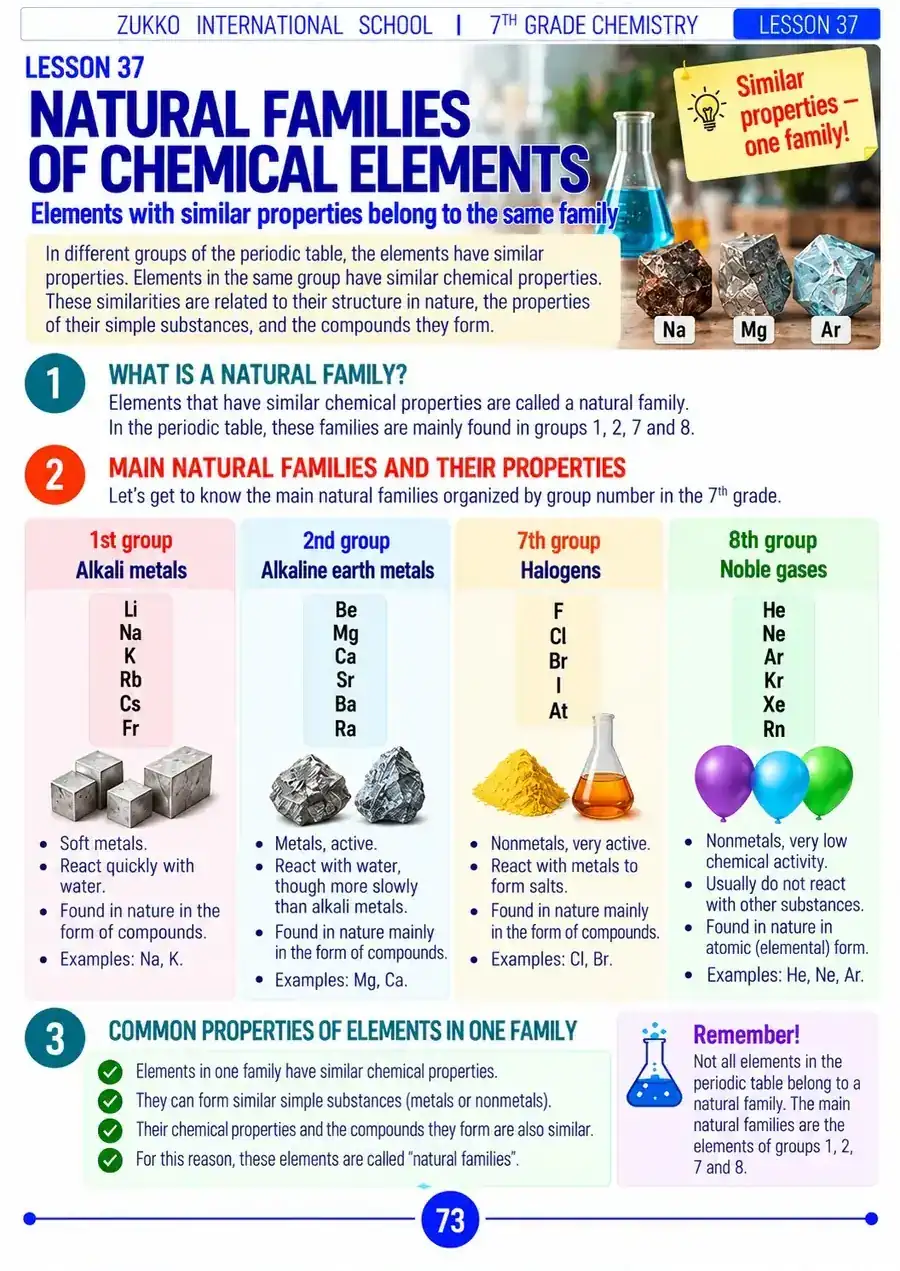 ZUKKO INTERNATIONAL SCHOOL | 7TH GRADE CHEMISTRY
LESSON 37
LESSON 37
NATURAL FAMILIES
OF CHEMICAL ELEMENTS
Elements with similar properties belong to the same family
Similar
properties –
one family!
In different groups of the periodic table, the elements have similar
properties. Elements in the same group have similar chemical properties.
These similarities are related to their structure in nature, the properties
of their simple substances, and the compounds they form.
Na
Mg
Ar
1
WHAT IS A NATURAL FAMILY?
Elements that have similar chemical properties are called a natural family.
In the periodic table, these families are mainly found in groups 1, 2, 7 and 8.
2
MAIN NATURAL FAMILIES AND THEIR PROPERTIES
Let's get to know the main natural families organized by group number in the 7th grade.
1st group
Alkali metals
Li
Na
K
Rb
Cs
Fr
• Soft metals.
• React quickly with
water.
• Found in nature in the
form of compounds.
• Examples: Na, K.
2nd group
Alkaline earth metals
Be
Mg
Ca
Sr
Ba
Ra
• Metals, active.
• React with water,
though more slowly
than alkali metals.
• Found in nature mainly
in the form of compounds.
• Examples: Mg, Ca.
7th group
Halogens
F
Cl
Br
I
At
• Nonmetals, very active.
• React with metals to
form salts.
• Found in nature mainly
in the form of compounds.
• Examples: Cl, Br.
8th group
Noble gases
He
Ne
Ar
Kr
Xe
Rn
• Nonmetals, very low
chemical activity.
• Usually do not react
with other substances.
• Found in nature in
atomic (elemental) form.
• Examples: He, Ne, Ar.
3
COMMON PROPERTIES OF ELEMENTS IN ONE FAMILY
Elements in one family have similar chemical properties.
They can form similar simple substances (metals or nonmetals).
Their chemical properties and the compounds they form are also similar.
For this reason, these elements are called “natural families”.
Remember!
Not all elements in the
periodic table belong to a
natural family. The main
natural families are the
elements of groups 1, 2,
7 and 8.
73